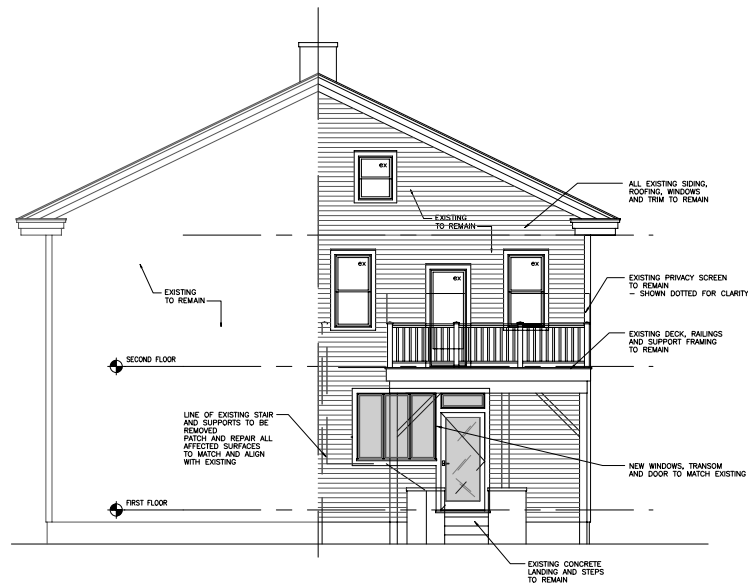 ex
ALL EXISTING SIDING,
ROOFING, WINDOWS
AND TRIM TO REMAIN
EXISTING
TO REMAIN
ex
ex
ex
EXISTING PRIVACY SCREEN
TO REMAIN
– SHOWN DOTTED FOR CLARITY
EXISTING
TO REMAIN
EXISTING DECK, RAILINGS
AND SUPPORT FRAMING
TO REMAIN
SECOND FLOOR
LINE OF EXISTING STAIR
AND SUPPORTS TO BE
REMOVED
PATCH AND REPAIR ALL
AFFECTED SURFACES
TO MATCH AND ALIGN
WITH EXISTING
NEW WINDOWS, TRANSOM
AND DOOR TO MATCH EXISTING
FIRST FLOOR
EXISTING CONCRETE
LANDING AND STEPS
TO REMAIN